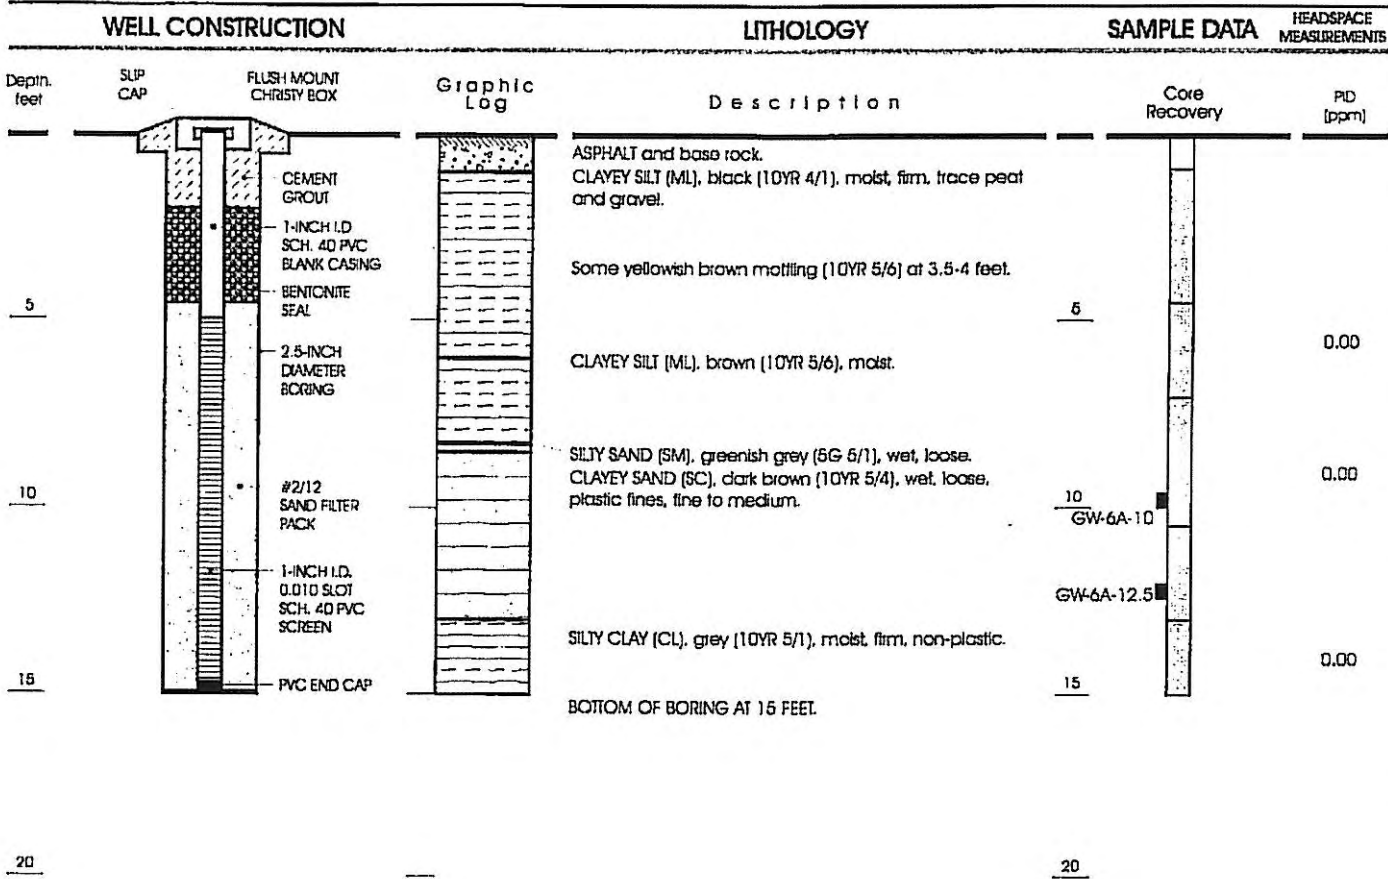 WELL CONSTRUCTION
LITHOLOGY
SAMPLE DATA
HEADSPACE
MEASUREMENTS
Depth.
feet
SLIP
CAP
FLUSH MOUNT
CHRISTY BOX
Graphic
Log
Description
Core
Recovery
PID
(ppm)
CEMENT
GROUT
1-INCH I.D
SCH. 40 PVC
BLANK CASING
BENTONITE
SEAL
2.5-INCH
DIAMETER
BORING
#2/12
SAND FILTER
PACK
1-INCH I.D.
0.010 SLOT
SCH. 40 PVC
SCREEN
PVC END CAP
5
10
15
20
ASPHALT and base rock.
CLAYEY SILT (ML), black (10YR 4/1), moist, firm, trace peat
and gravel.
Some yellowish brown mottling (10YR 5/6) at 3.5-4 feet.
CLAYEY SILT (ML), brown (10YR 5/6), moist.
SILTY SAND (SM), greenish grey (5G 5/1), wet, loose.
CLAYEY SAND (SC), dark brown (10YR 5/4), wet, loose,
plastic fines, fine to medium.
SILTY CLAY (CL), grey (10YR 5/1), moist, firm, non-plastic.
BOTTOM OF BORING AT 15 FEET.
5
10
GW-6A-10
GW-6A-12.5
15
20
0.00
0.00
0.00